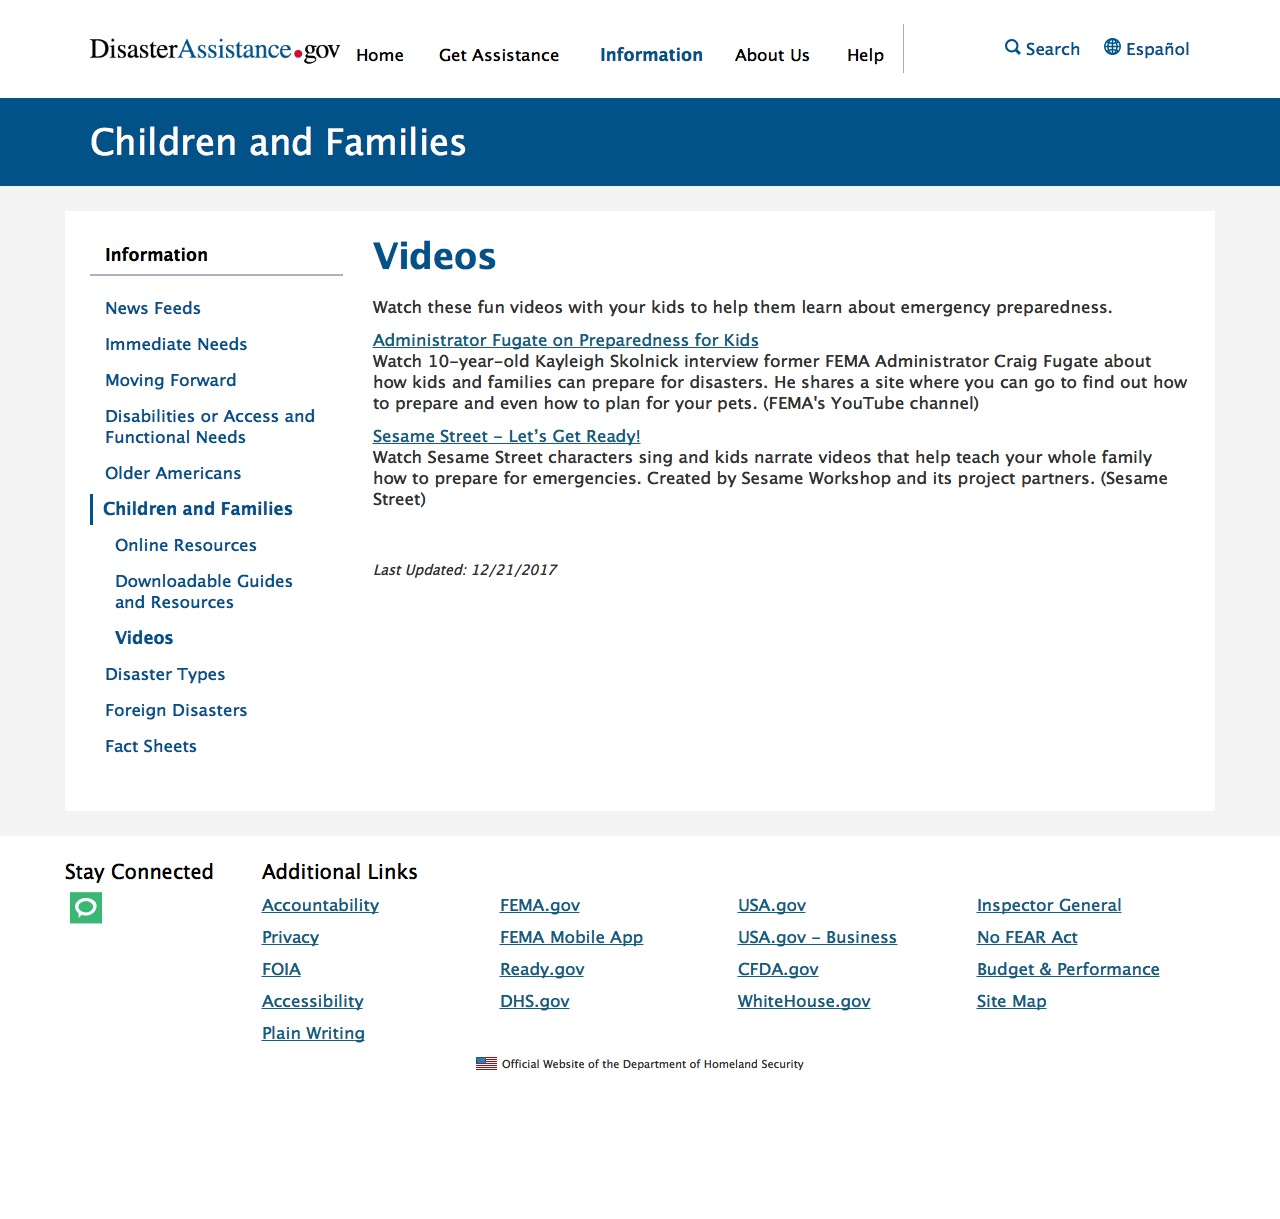 DisasterAssistance.gov
Home Get Assistance Information About Us Help
Search Español
Children and Families
Information
News Feeds
Immediate Needs
Moving Forward
Disabilities or Access and
Functional Needs
Older Americans
Children and Families
Online Resources
Downloadable Guides
and Resources
Videos
Disaster Types
Foreign Disasters
Fact Sheets
Videos
Watch these fun videos with your kids to help them learn about emergency preparedness.
Administrator Fugate on Preparedness for Kids
Watch 10-year-old Kayleigh Skolnick interview former FEMA Administrator Craig Fugate about
how kids and families can prepare for disasters. He shares a site where you can go to find out how
to prepare and even how to plan for your pets. (FEMA's YouTube channel)
Sesame Street - Let’s Get Ready!
Watch Sesame Street characters sing and kids narrate videos that help teach your whole family
how to prepare for emergencies. Created by Sesame Workshop and its project partners. (Sesame
Street)
Last Updated: 12/21/2017
Stay Connected
Additional Links
Accountability FEMA.gov USA.gov Inspector General
Privacy FEMA Mobile App USA.gov - Business No FEAR Act
FOIA Ready.gov CFDA.gov Budget & Performance
Accessibility DHS.gov WhiteHouse.gov Site Map
Plain Writing
Official Website of the Department of Homeland Security